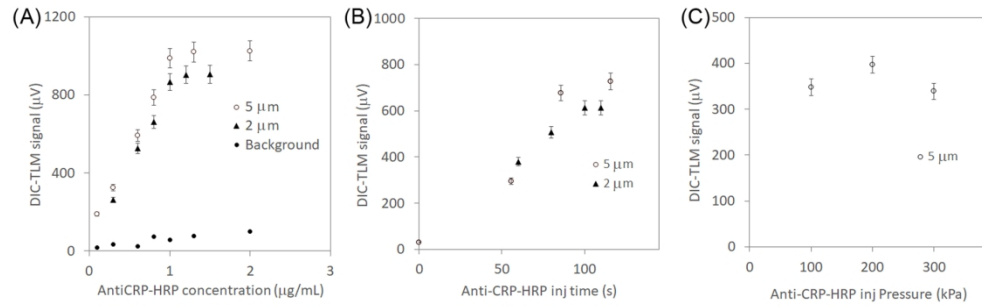 (A)
1200
900
800
400
0
DIC-TLM signal (µV)
5 µm
2 µm
Background
0 1 2 3
AntiCRP-HRP concentration (µg/mL)
(B)
1000
800
600
400
200
0
DIC-TLM signal (µV)
5 µm
2 µm
0 50 100
Anti-CRP-HRP inj time (s)
(C)
500
400
300
200
100
0
DIC-TLM signal (µV)
5 µm
0 100 200 300
Anti-CRP-HRP inj Pressure (kPa)